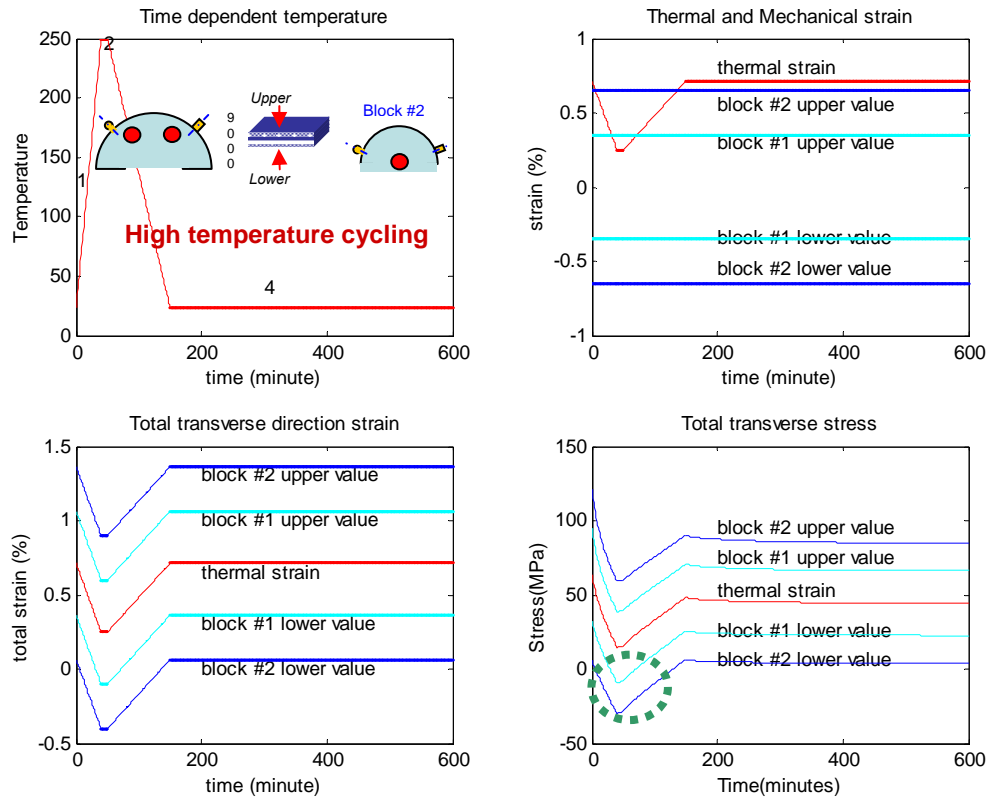 Time dependent temperature
250
200
150
100
50
0
Temperature
1
2
4
9
0
0
0
Upper
Lower
Block #2
High temperature cycling
0
200
400
600
time (minute)
Thermal and Mechanical strain
1
0.5
0
-0.5
-1
strain (%)
thermal strain
block #2 upper value
block #1 upper value
block #1 lower value
block #2 lower value
0
200
400
600
time (minute)
Total transverse direction strain
1.5
1
0.5
0
-0.5
total strain (%)
block #2 upper value
block #1 upper value
thermal strain
block #1 lower value
block #2 lower value
0
200
400
600
time (minute)
Total transverse stress
150
100
50
0
-50
Stress(MPa)
block #2 upper value
block #1 upper value
thermal strain
block #1 lower value
block #2 lower value
0
200
400
600
Time(minutes)